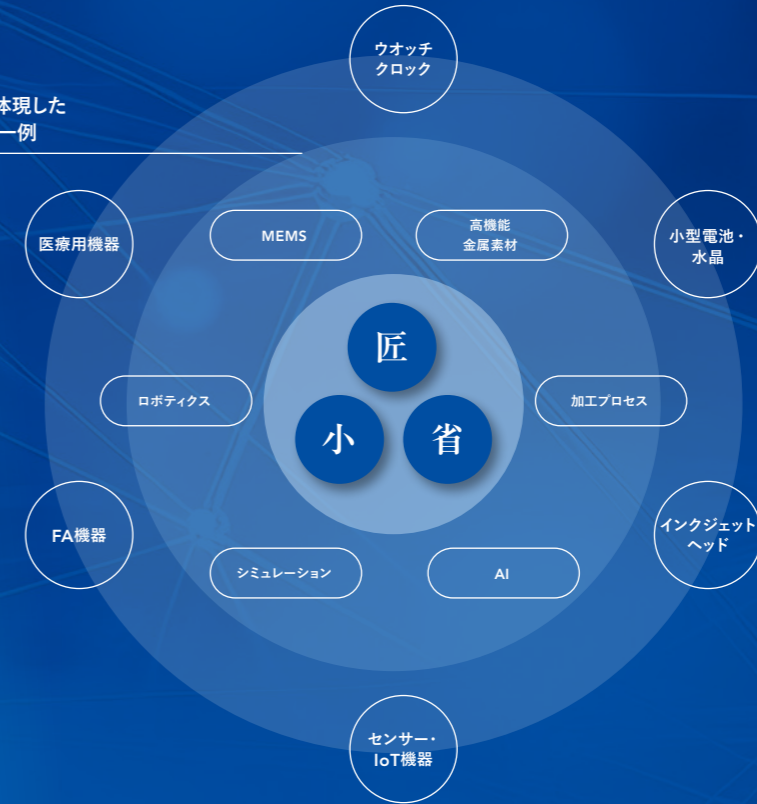 ウオッチ
クロック
体現した
一例
医療用機器
MEMS
高機能
金属素材
小型電池・
水晶
匠
ロボティクス
加工プロセス
小
省
FA機器
インクジェット
ヘッド
シミュレーション
AI
センサー・
IoT機器